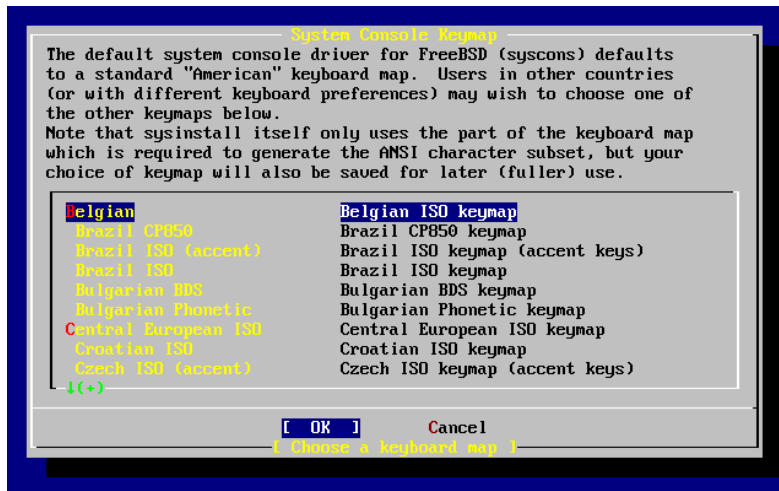 System Console Keymap
The default system console driver for FreeBSD (syscons) defaults
to a standard "American" keyboard map.  Users in other countries
(or with different keyboard preferences) may wish to choose one of
the other keymaps below.
Note that sysinstall itself only uses the part of the keyboard map
which is required to generate the ANSI character subset, but your
choice of keymap will also be saved for later (fuller) use.
Belgian Belgian ISO keymap
Brazil CP850 Brazil CP850 keymap
Brazil ISO (accent) Brazil ISO keymap (accent keys)
Brazil ISO Brazil ISO keymap
Bulgarian BDS Bulgarian BDS keymap
Bulgarian Phonetic Bulgarian Phonetic keymap
Central European ISO Central European ISO keymap
Croatian ISO Croatian ISO keymap
Czech ISO (accent) Czech ISO keymap (accent keys)
↓(+)
[ OK ] Cancel
[ Choose a keyboard map ]